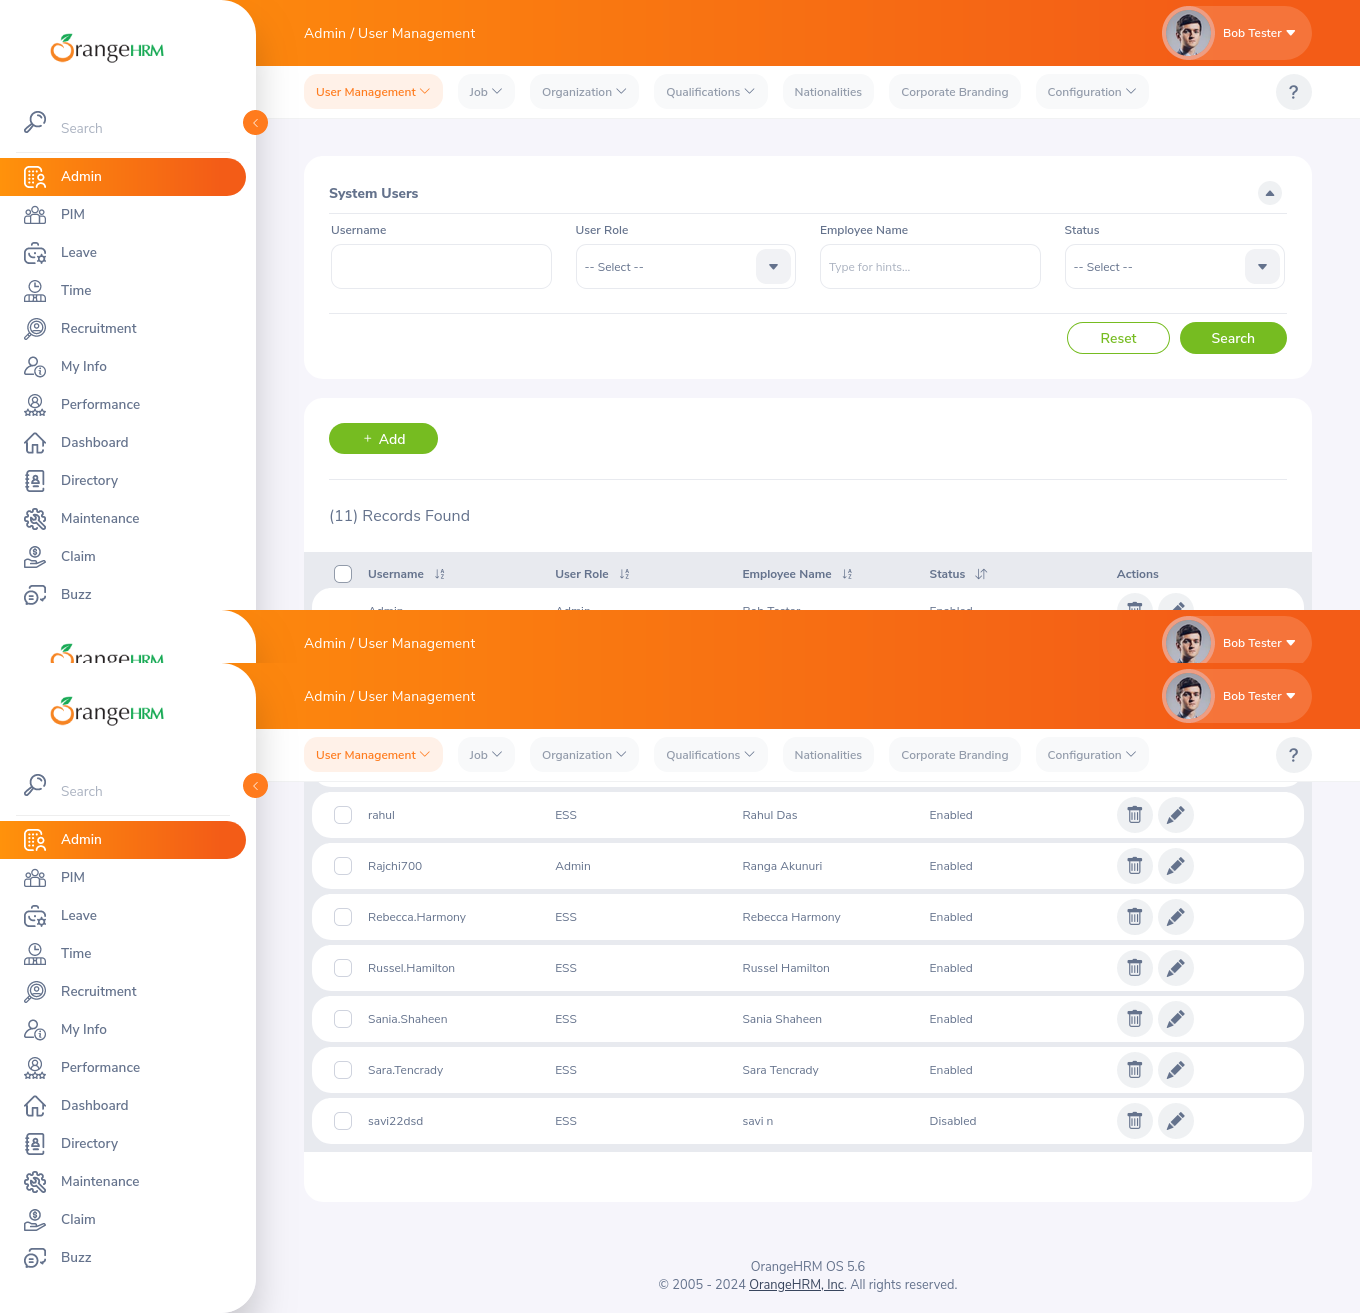 OrangeHRM
Admin / User Management
Bob Tester
User Management
Job
Organization
Qualifications
Nationalities
Corporate Branding
Configuration
?
Search
Admin
PIM
Leave
Time
Recruitment
My Info
Performance
Dashboard
Directory
Maintenance
Claim
Buzz
System Users
Username
User Role
Employee Name
Status
-- Select --
Type for hints...
-- Select --
Reset
Search
+ Add
(11) Records Found
Username User Role Employee Name Status Actions
Admin Admin Bob Tester Enabled
OrangeHRM
Admin / User Management
Bob Tester
OrangeHRM
Admin / User Management
Bob Tester
User Management
Job
Organization
Qualifications
Nationalities
Corporate Branding
Configuration
?
Search
Admin
PIM
Leave
Time
Recruitment
My Info
Performance
Dashboard
Directory
Maintenance
Claim
Buzz
rahul ESS Rahul Das Enabled
Rajchi700 Admin Ranga Akunuri Enabled
Rebecca.Harmony ESS Rebecca Harmony Enabled
Russel.Hamilton ESS Russel Hamilton Enabled
Sania.Shaheen ESS Sania Shaheen Enabled
Sara.Tencrady ESS Sara Tencrady Enabled
savi22dsd ESS savi n Disabled
OrangeHRM OS 5.6
© 2005 - 2024 OrangeHRM, Inc. All rights reserved.